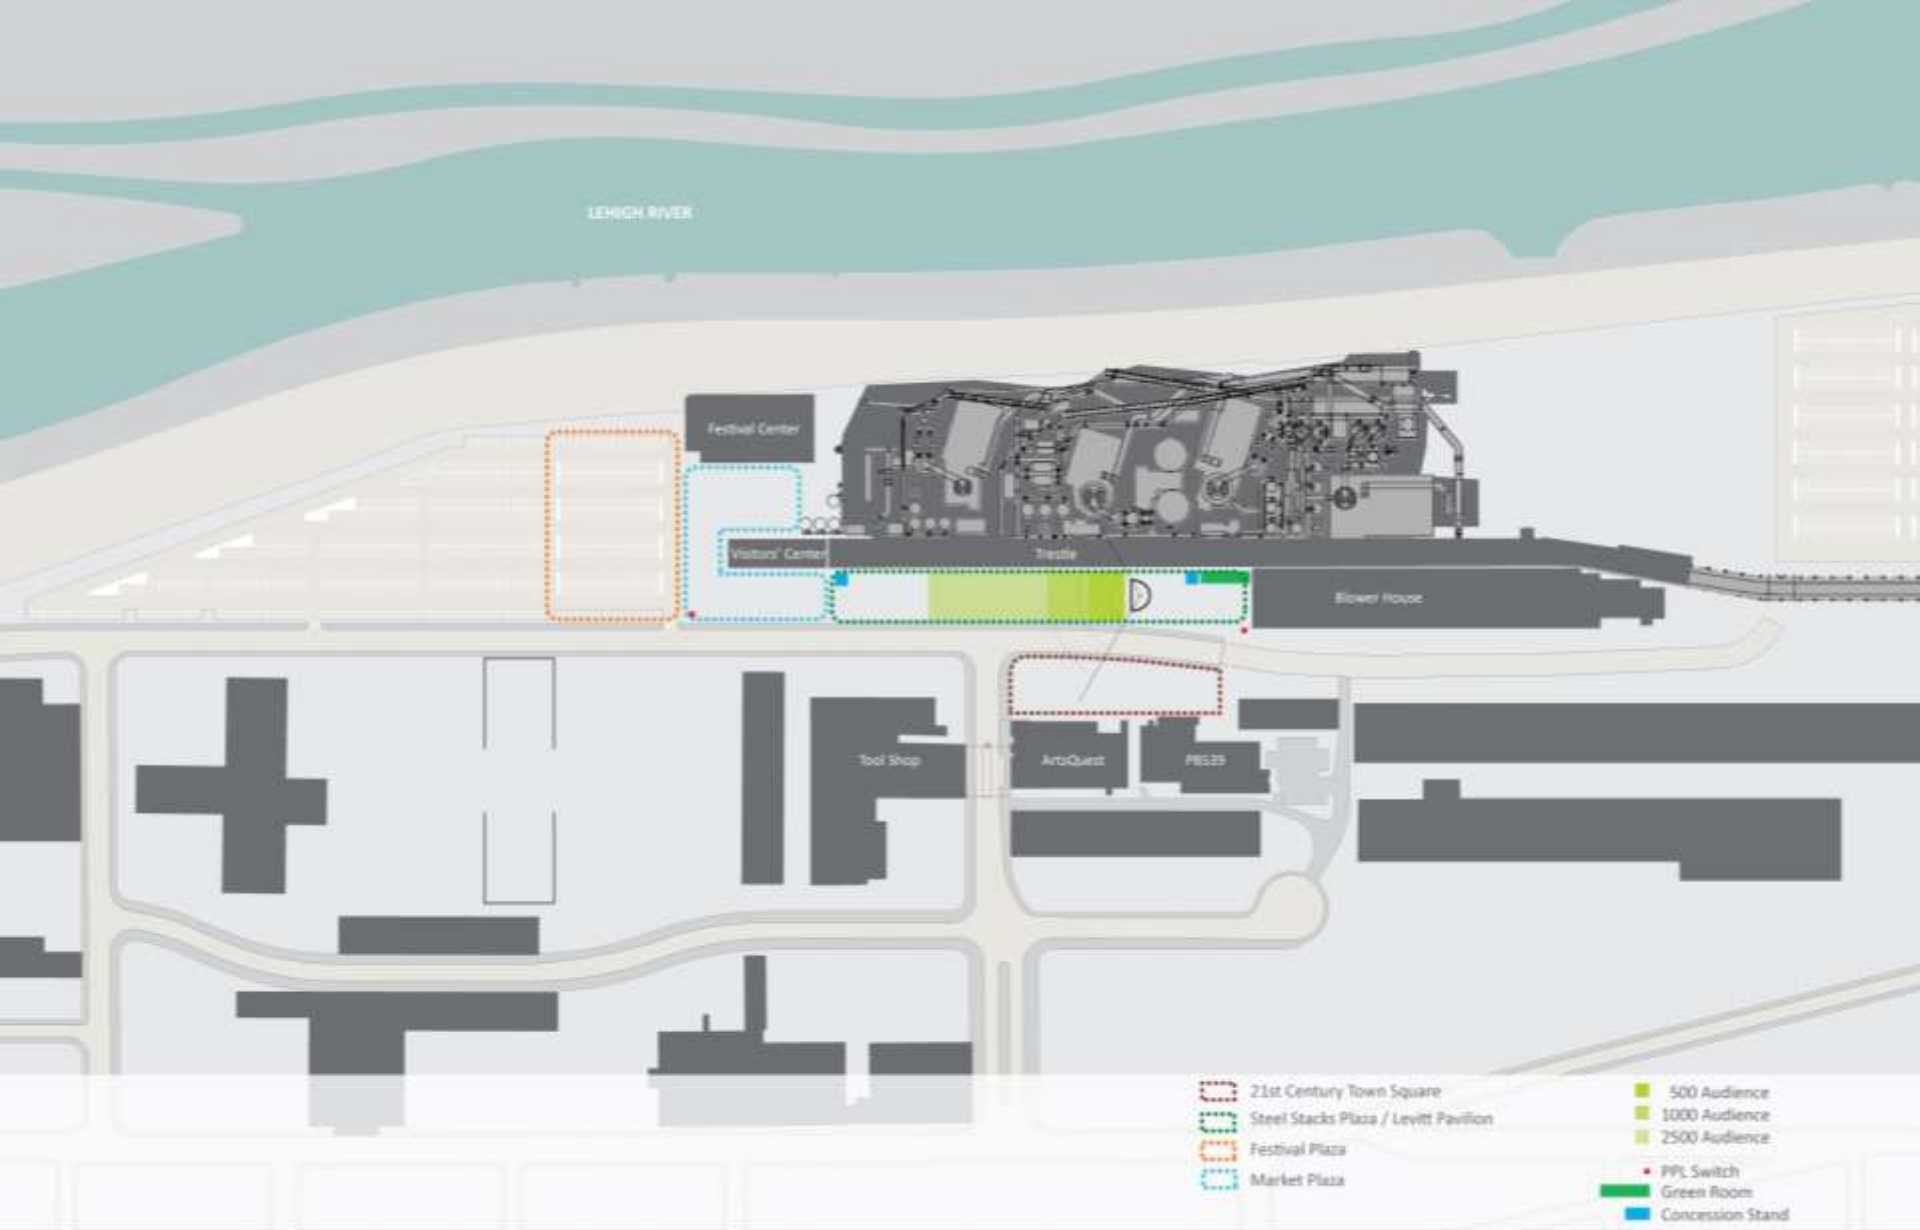 LEHIGH RIVER
Festival Center
Visitors' Center
Trestle
Blower House
Tool Shop
ArtsQuest
PBS39
21st Century Town Square
Steel Stacks Plaza / Levitt Pavilion
Festival Plaza
Market Plaza
500 Audience
1000 Audience
2500 Audience
PPL Switch
Green Room
Concession Stand